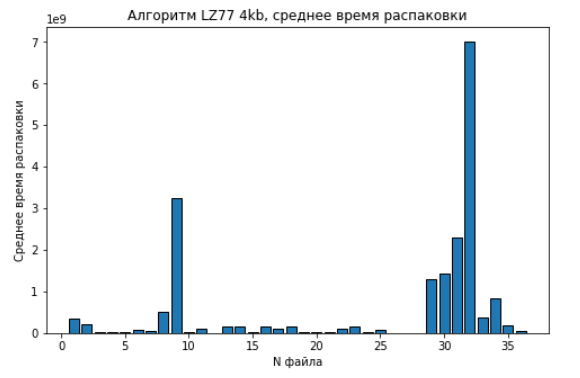 Алгоритм LZ77 4kb, среднее время распаковки
1e9
7
6
5
4
3
2
1
0
Среднее время распаковки
0 5 10 15 20 25 30 35
N файла